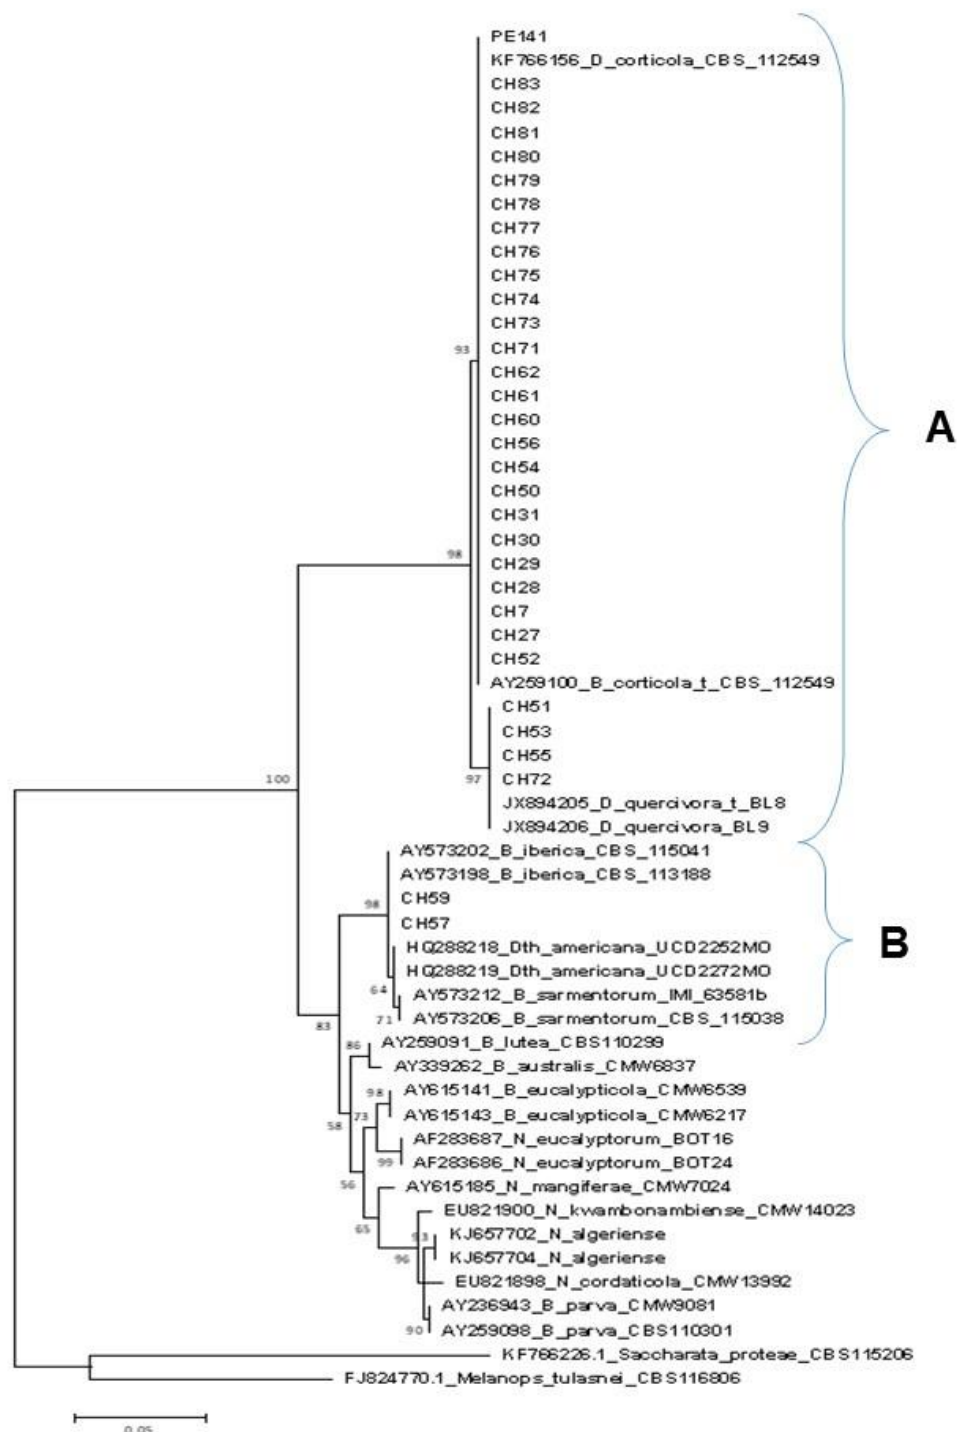 PE141
KF766156_D_corticola_CBS_112549
CH83
CH82
CH81
CH80
CH79
CH78
CH77
CH76
CH75
CH74
CH73
93
CH71
CH62
CH61
CH60
A
CH56
CH54
CH50
CH31
CH30
98
CH29
CH28
CH7
CH27
CH52
AY259100_B_corticola_t_CBS_112549
CH51
CH53
CH55
100
97
CH72
JX894205_D_quercivora_t_BL8
JX894206_D_quercivora_BL9
AY573202_B_iberica_CBS_115041
AY573198_B_iberica_CBS_113188
98
CH59
CH57
B
HQ288218_Dth_americana_UCD2252MO
HQ288219_Dth_americana_UCD2272MO
64
AY573212_B_sarmentorum_IMI_63581b
71
AY573206_B_sarmentorum_CBS_115038
83
86
AY259091_B_lutea_CBS110299
AY339262_B_australis_CMW6837
98
AY615141_B_eucalypticola_CMW6539
73
AY615143_B_eucalypticola_CMW6217
58
AF283687_N_eucalyptorum_BOT16
99
AF283686_N_eucalyptorum_BOT24
56
AY615185_N_mangiferae_CMW7024
EU821900_N_kwambonambiense_CMW14023
65
93
KJ657702_N_algeriense
96
KJ657704_N_algeriense
EU821898_N_cordaticola_CMW13992
AY236943_B_parva_CMW9081
90
AY259098_B_parva_CBS110301
KF766226.1_Saccharata_proteae_CBS115206
FJ824770.1_Melanops_tulasnei_CBS116806
0.05